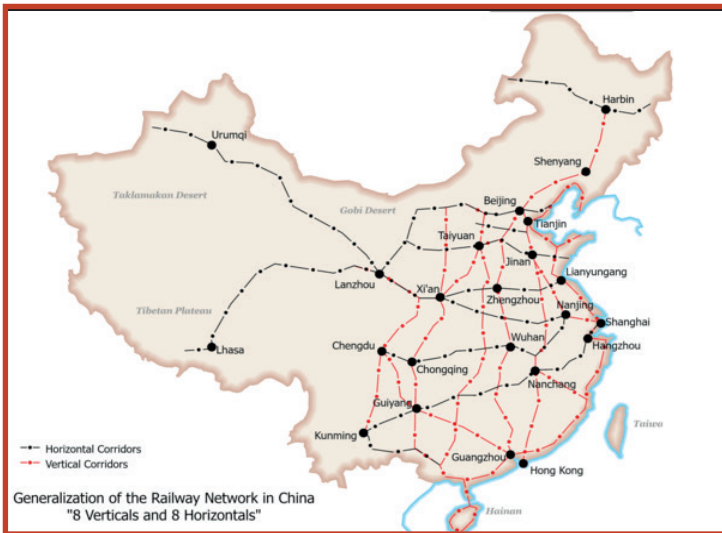 Harbin
Urumqi
Shenyang
Taklamakan Desert
Gobi Desert
Beijing
Tianjin
Taiyuan
Jinan
Lanzhou
Xi'an
Lianyungang
Zhengzhou
Nanjing
Tibetan Plateau
Shanghai
Lhasa
Chengdu
Wuhan
Hangzhou
Chongqing
Nanchang
Guiyang
Kunming
Taiwa
Horizontal Corridors
Vertical Corridors
Guangzhou
Hong Kong
Generalization of the Railway Network in China
"8 Verticals and 8 Horizontals"
Hainan